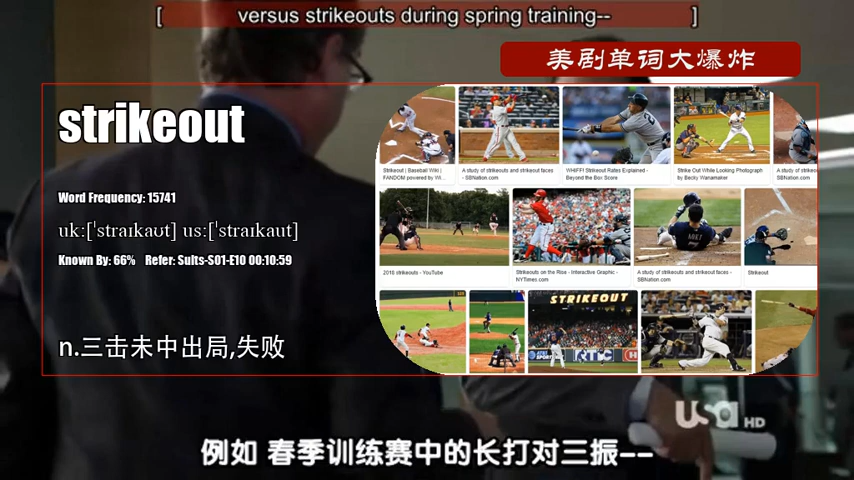 [ versus strikeouts during spring training-- ]
美剧单词大爆炸
strikeout
Word Frequency: 15741
uk:[ˈstraɪkaʊt] us:[ˈstraɪkaut]
Known By: 66% Refer: Suits-S01-E10 00:10:59
n.三击未中出局,失败
Strikeout | Baseball Wiki |
FANDOM powered by Wi...
A study of strikeouts and strikeout faces
- SBNation.com
WHIFF! Strikeout Rates Explained -
Beyond the Box Score
Strike Out While Looking Photograph
by Becky Wanamaker
A study of strikeou
SBNation.com
2018 strikeouts - YouTube
Strikeouts on the Rise - Interactive Graphic -
NYTimes.com
A study of strikeouts and strikeout faces -
SBNation.com
Strikeout
STRIKEOUT
usa HD
例如 春季训练赛中的长打对三振--